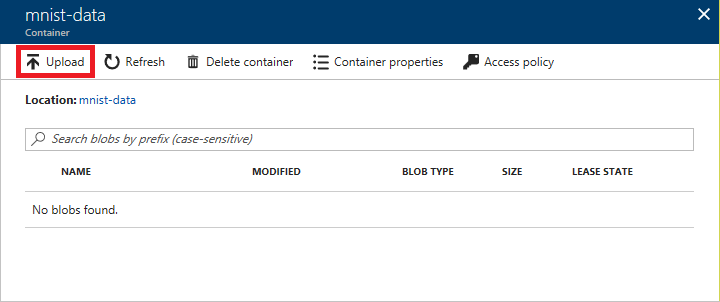 mnist-data
Container
Upload Refresh Delete container Container properties Access policy
Location: mnist-data
Search blobs by prefix (case-sensitive)
NAME MODIFIED BLOB TYPE SIZE LEASE STATE
No blobs found.